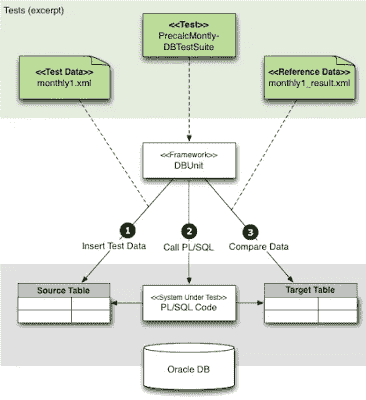 Tests (excerpt)
<<Test>>
PrecalcMontly-
DBTestSuite
<<Test Data>>
monthly1.xml
<<Reference Data>>
monthly1_result.xml
<<Framework>>
DBUnit
1
Insert Test Data
2
Call PL/SQL
3
Compare Data
Source Table
<<System Under Test>>
PL/SQL Code
Target Table
Oracle DB